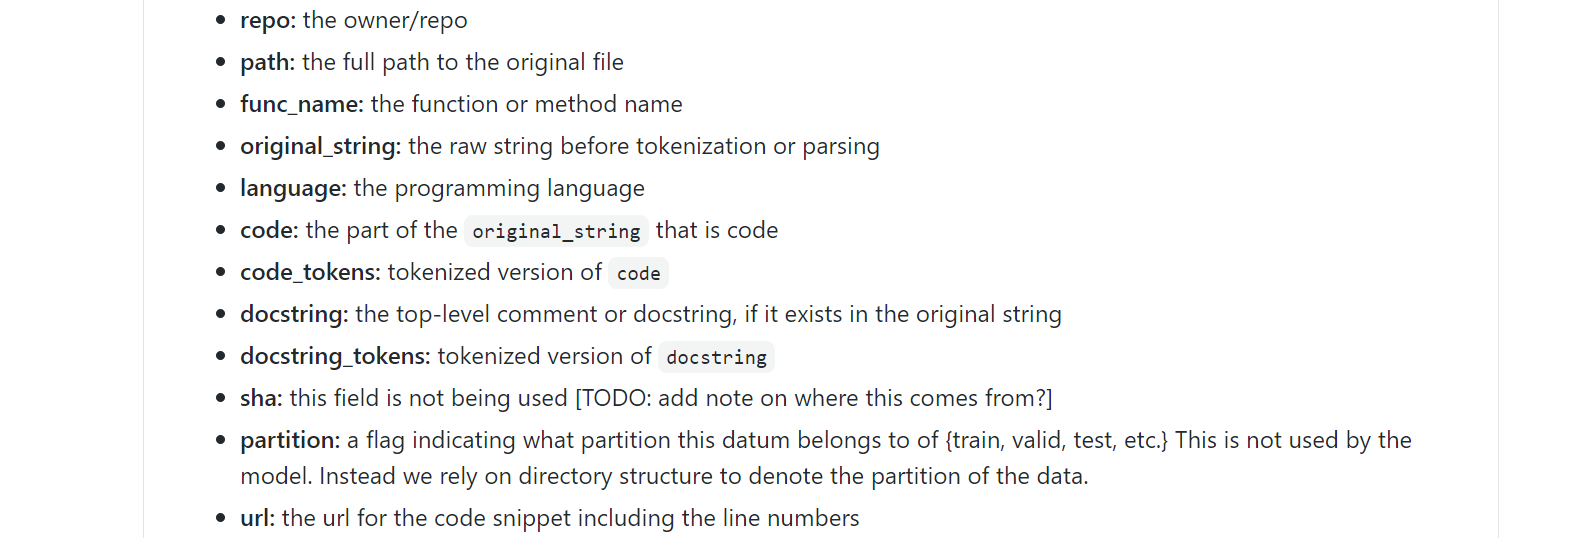 repo: the owner/repo
path: the full path to the original file
func_name: the function or method name
original_string: the raw string before tokenization or parsing
language: the programming language
code: the part of the original_string that is code
code_tokens: tokenized version of code
docstring: the top-level comment or docstring, if it exists in the original string
docstring_tokens: tokenized version of docstring
sha: this field is not being used [TODO: add note on where this comes from?]
partition: a flag indicating what partition this datum belongs to of {train, valid, test, etc.} This is not used by the
model. Instead we rely on directory structure to denote the partition of the data.
url: the url for the code snippet including the line numbers